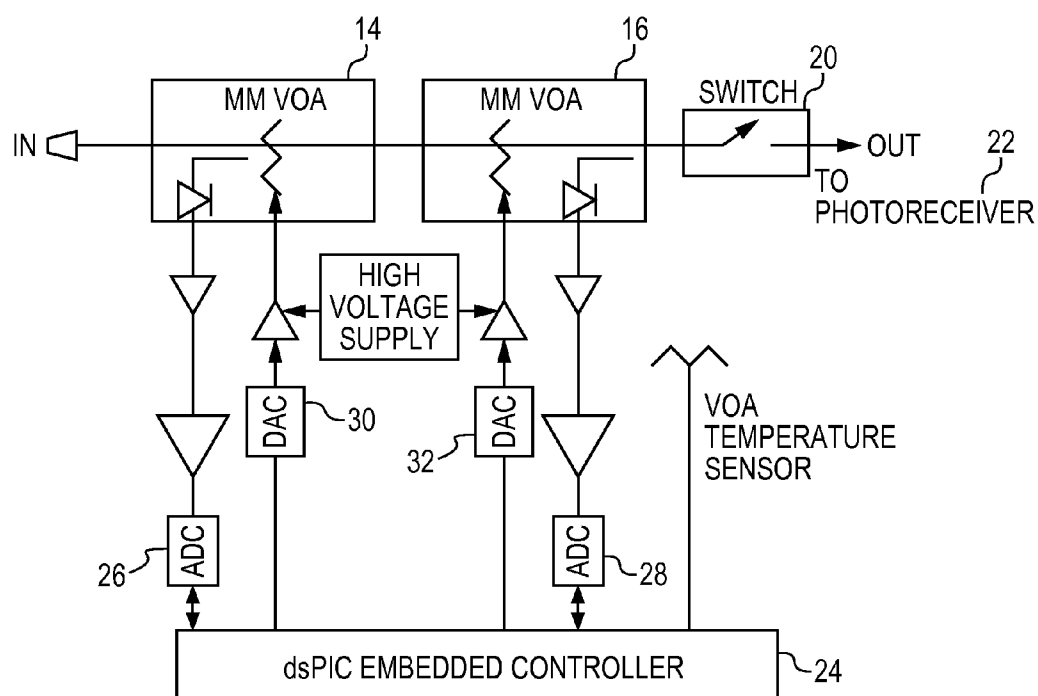 14
16
20
MM VOA
MM VOA
SWITCH
IN
OUT
22
TO
PHOTORECEIVER
HIGH
VOLTAGE
SUPPLY
DAC
30
32
DAC
VOA
TEMPERATURE
SENSOR
26
ADC
ADC
28
dsPIC EMBEDDED CONTROLLER
24